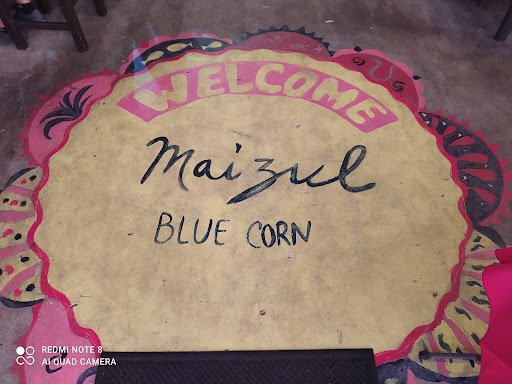 WELCOME
Maizul
BLUE CORN
REDMI NOTE 8
AI QUAD CAMERA